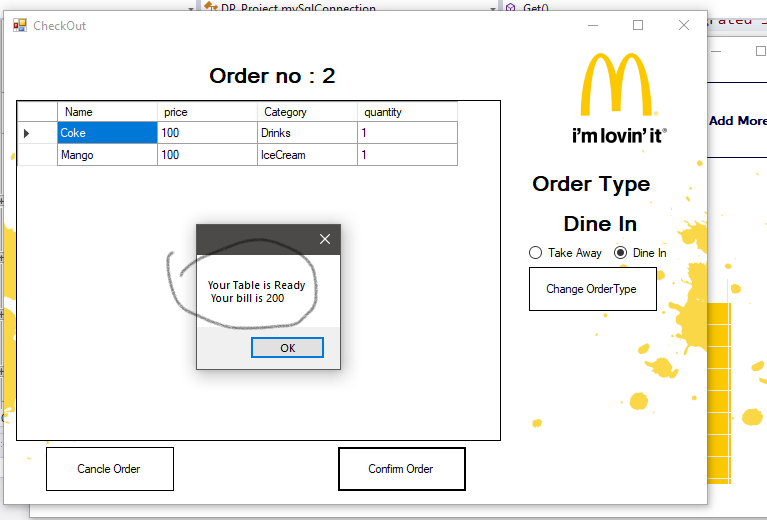 DP_Project.mySqlConnection
Get()
CheckOut
Order no : 2
Name price Category quantity
Coke 100 Drinks 1
Mango 100 IceCream 1
i'm lovin' it®
Add More
Order Type
Dine In
Take Away Dine In
Change OrderType
Your Table is Ready
Your bill is 200
OK
Cancle Order
Confirm Order